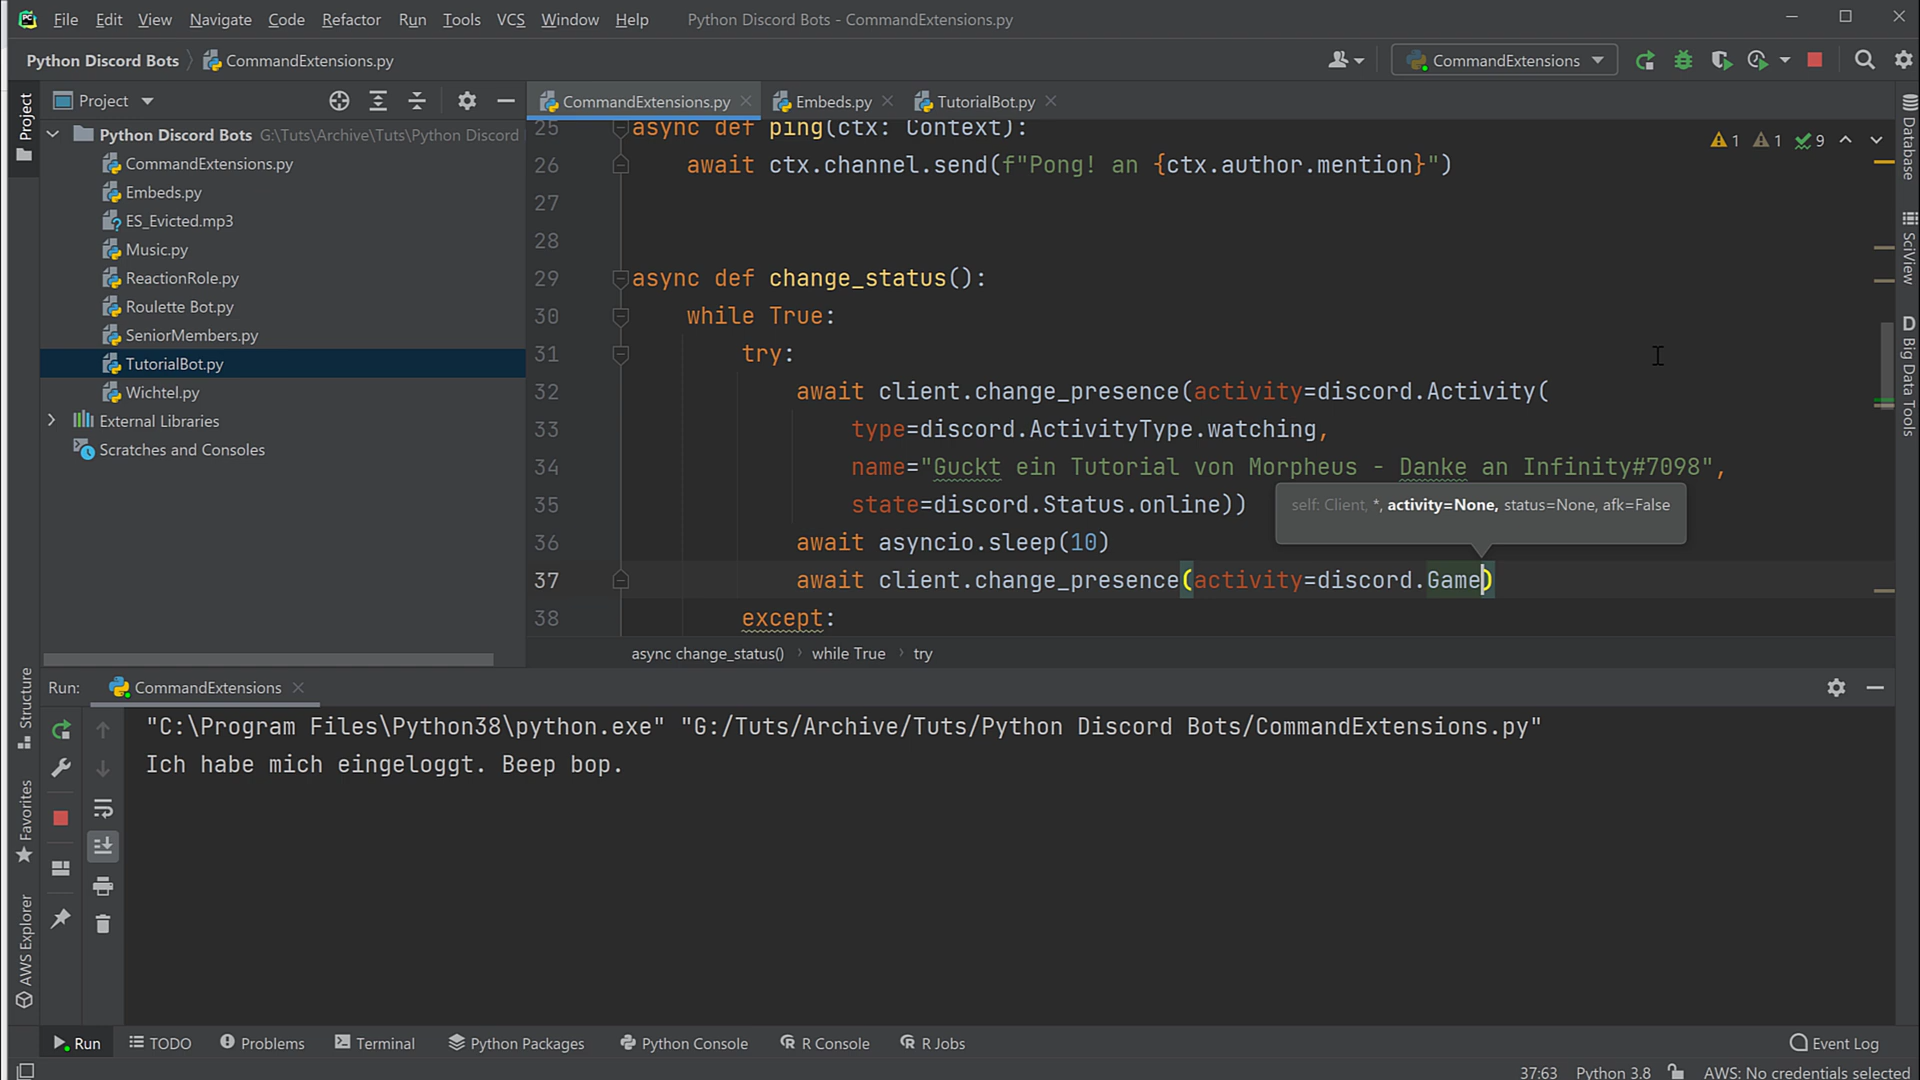 File Edit View Navigate Code Refactor Run Tools VCS Window Help Python Discord Bots - CommandExtensions.py
Python Discord Bots CommandExtensions.py CommandExtensions
Project
Project
CommandExtensions.py Embeds.py TutorialBot.py
Python Discord Bots G:\Tuts\Archive\Tuts\Python Discord
CommandExtensions.py
Embeds.py
ES_Evicted.mp3
Music.py
ReactionRole.py
Roulette Bot.py
SeniorMembers.py
TutorialBot.py
Wichtel.py
External Libraries
Scratches and Consoles
1 1 9
25 async def ping(ctx: Context):
26 await ctx.channel.send(f"Pong! an {ctx.author.mention}")
27
28
29 async def change_status():
30 while True:
31 try:
32 await client.change_presence(activity=discord.Activity(
33 type=discord.ActivityType.watching,
34 name="Guckt ein Tutorial von Morpheus - Danke an Infinity#7098",
35 state=discord.Status.online))
self: Client, *, activity=None, status=None, afk=False
36 await asyncio.sleep(10)
37 await client.change_presence(activity=discord.Game)
38 except:
async change_status() while True try
Database
SciView
D Big Data Tools
Structure
Favorites
AWS Explorer
Run: CommandExtensions
"C:\Program Files\Python38\python.exe" "G:/Tuts/Archive/Tuts/Python Discord Bots/CommandExtensions.py"
Ich habe mich eingeloggt. Beep bop.
Run TODO Problems Terminal Python Packages Python Console R Console R Jobs Event Log
37:63 Python 3.8 AWS: No credentials selected